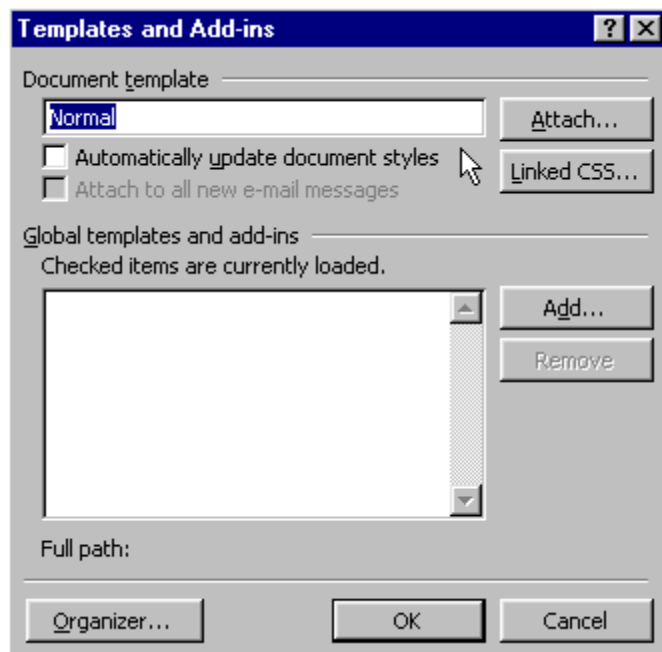 Templates and Add-ins
Document template
Normal
Attach...
Automatically update document styles
Attach to all new e-mail messages
Linked CSS...
Global templates and add-ins
Checked items are currently loaded.
Add...
Remove
Full path:
Organizer...
OK
Cancel